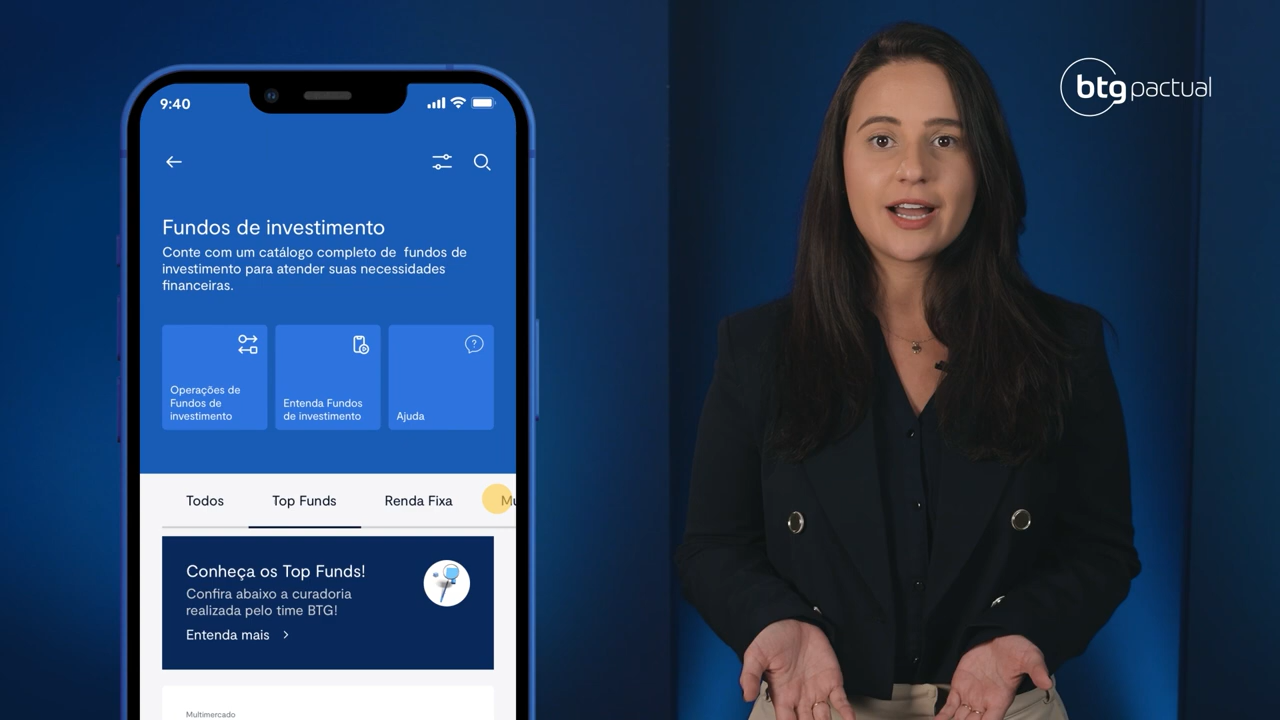 9:40
btg pactual
Fundos de investimento
Conte com um catálogo completo de fundos de
investimento para atender suas necessidades
financeiras.
Operações de
Fundos de
investimento
Entenda Fundos
de investimento
?
Ajuda
Todos
Top Funds
Renda Fixa
Mu
Conheça os Top Funds!
Confira abaixo a curadoria
realizada pelo time BTG!
Entenda mais
Multimercado